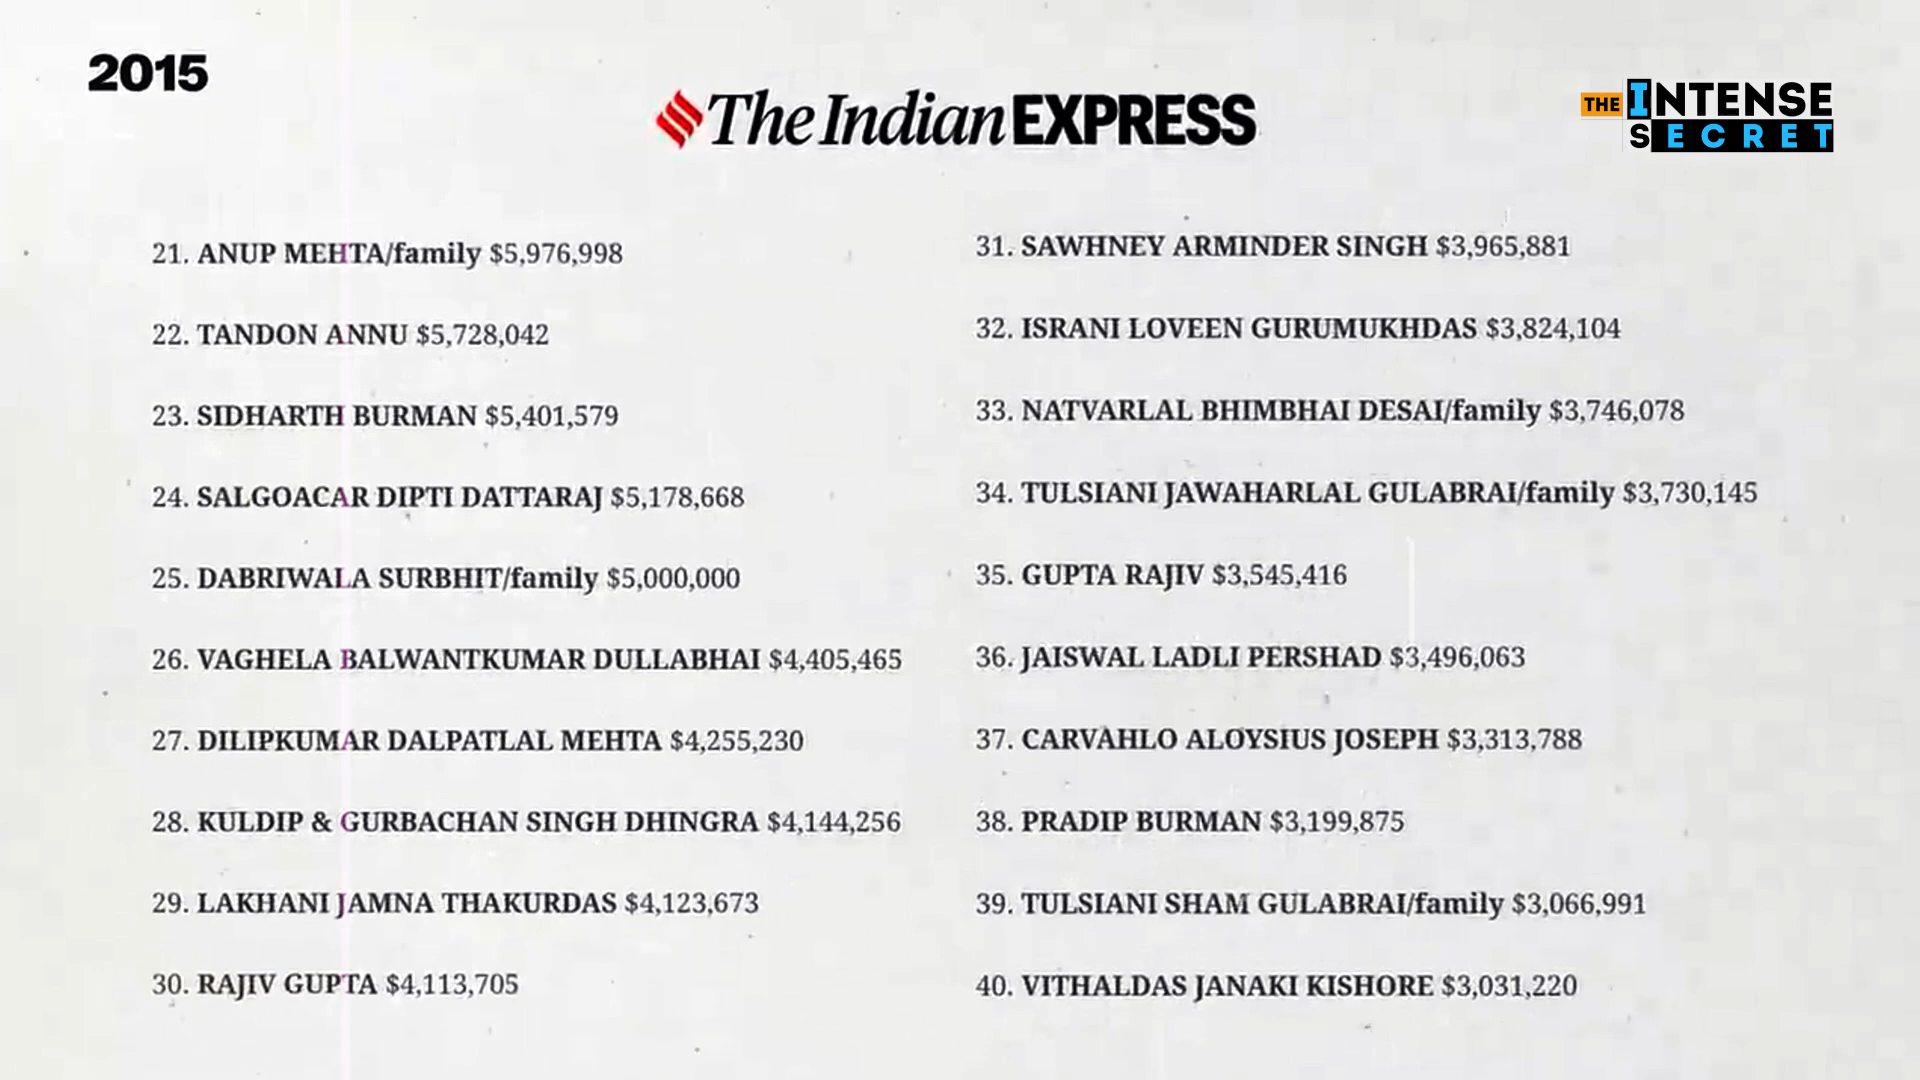 2015
The Indian EXPRESS
THE INTENSE
SECRET
21. ANUP MEHTA/family $5,976,998
22. TANDON ANNU $5,728,042
23. SIDHARTH BURMAN $5,401,579
24. SALGOACAR DIPTI DATTARAJ $5,178,668
25. DABRIWALA SURBHIT/family $5,000,000
26. VAGHELA BALWANTKUMAR DULLABHAI $4,405,465
27. DILIPKUMAR DALPATLAL MEHTA $4,255,230
28. KULDIP & GURBACHAN SINGH DHINGRA $4,144,256
29. LAKHANI JAMNA THAKURDAS $4,123,673
30. RAJIV GUPTA $4,113,705
31. SAWHNEY ARMINDER SINGH $3,965,881
32. ISRANI LOVEEN GURUMUKHDAS $3,824,104
33. NATVARLAL BHIMBHAI DESAI/family $3,746,078
34. TULSIANI JAWAHARLAL GULABRAI/family $3,730,145
35. GUPTA RAJIV $3,545,416
36. JAISWAL LADLI PERSHAD $3,496,063
37. CARVAHLO ALOYSIUS JOSEPH $3,313,788
38. PRADIP BURMAN $3,199,875
39. TULSIANI SHAM GULABRAI/family $3,066,991
40. VITHALDAS JANAKI KISHORE $3,031,220